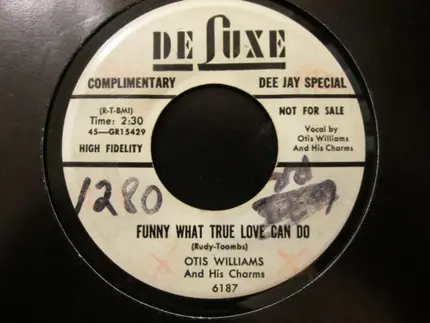 DE LUXE
COMPLIMENTARY
DEE JAY SPECIAL
(R-T-BMI)
Time: 2:30
45-GR15429
HIGH FIDELITY
NOT FOR SALE
Vocal by
Otis Williams
And His Charms
1280
FUNNY WHAT TRUE LOVE CAN DO
(Rudy-Toombs)
OTIS WILLIAMS
And His Charms
6187